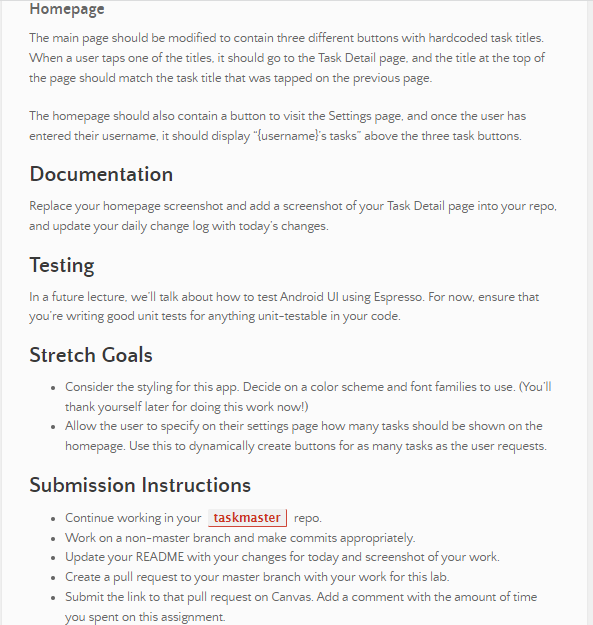 Homepage
The main page should be modified to contain three different buttons with hardcoded task titles.
When a user taps one of the titles, it should go to the Task Detail page, and the title at the top of
the page should match the task title that was tapped on the previous page.
The homepage should also contain a button to visit the Settings page, and once the user has
entered their username, it should display “{username}’s tasks” above the three task buttons.
Documentation
Replace your homepage screenshot and add a screenshot of your Task Detail page into your repo,
and update your daily change log with today’s changes.
Testing
In a future lecture, we’ll talk about how to test Android UI using Espresso. For now, ensure that
you’re writing good unit tests for anything unit-testable in your code.
Stretch Goals
• Consider the styling for this app. Decide on a color scheme and font families to use. (You’ll
thank yourself later for doing this work now!)
• Allow the user to specify on their settings page how many tasks should be shown on the
homepage. Use this to dynamically create buttons for as many tasks as the user requests.
Submission Instructions
• Continue working in your taskmaster repo.
• Work on a non-master branch and make commits appropriately.
• Update your README with your changes for today and screenshot of your work.
• Create a pull request to your master branch with your work for this lab.
• Submit the link to that pull request on Canvas. Add a comment with the amount of time
you spent on this assignment.